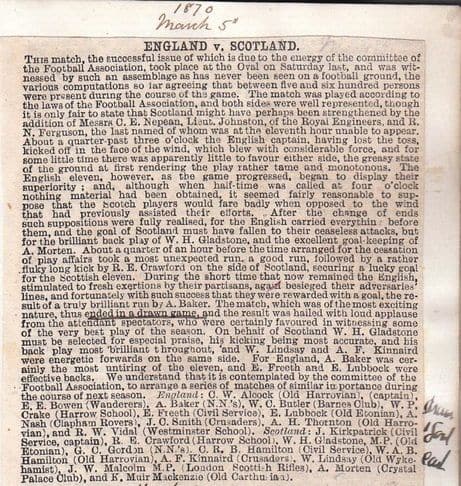 1870
March 5th
ENGLAND v. SCOTLAND.
THIS match, the successful issue of which is due to the energy of the committee of
the Football Association, took place at the Oval on Saturday last, and was wit-
nessed by such an assemblage as has never been seen on a football ground, the
various computations so far agreeing that between five and six hundred persons
were present during the course of the game. The match was played according to
the laws of the Football Association, and both sides were well represented, though
it is only fair to state that Scotland might have perhaps been strengthened by the
addition of Messrs C. E. Nepean, Lieut. Johnston, of the Royal Engineers, and H.
N. Ferguson, the last named of whom was at the eleventh hour unable to appear.
About a quarter-past three o'clock the English captain, having lost the toss,
kicked off in the face of the wind, which blew with considerable force, and for
some little time there was apparently little to favour either side, the greasy state
of the ground at first rendering the play rather tame and monotonous. The
English eleven, however, as the game progressed, began to display their
superiority; and, although when half-time was called at four o'clock
nothing material had been obtained, it seemed fairly reasonable to sup-
pose that the Scotch players would fare badly when opposed to the wind
that had previously assisted their efforts. After the change of ends
such suppositions were fully realised, for the English carried everything before
them, and the goal of Scotland must have fallen to their ceaseless attacks, but
for the brilliant back play of W. H. Gladstone, and the excellent goal-keeping of
A. Morten. About a quarter of an hour before the time arranged for the cessation
of play affairs took a most unexpected run, a good run, followed by a rather
fluky long kick by R. E. Crawford on the side of Scotland, securing a lucky goal
for the Scottish eleven. During the short time that now remained the English,
stimulated to fresh exertions by their partisans, again besieged their adversaries'
lines, and fortunately with such success that they were rewarded with a goal, the re-
sult of a truly brilliant run by A. Baker. The match, which was of the most exciting
nature, thus ended in a drawn game, and the result was hailed with loud applause
from the attendant spectators, who were certainly favoured in witnessing some
of the very best play of the season. On behalf of Scotland W. H. Gladstone
must be selected for especial praise, his kicking being most accurate, and his
back play most brilliant throughout, and W. Lindsay and A. F. Kinnaird
were energetic forwards on the same side. For England, A. Baker was cer-
ainly the most untiring of the eleven, and E. Freeth and E. Lubbock were
effective backs. We understand that it is contemplated by the committee of the
Football Association, to arrange a series of matches of similar importance during
the course of next season. England: C. W. Alcock (Old Harrovian), (captain),
E. E. Bowen (Wanderers), A. Baker (N.N.'s), W. C. Butler (Barnes Club), W. P.
Crake (Harrow School), E. Freeth (Civil Service), E. Lubbock (Old Etonian), A.
Nash (Clapham Rovers), J. C. Smith (Crusaders), A. H. Thornton (Old Harro-
vian), and R. W. Vidal (Westminster School). Scotland: J. Kirkpatrick (Civil
Service, captain), R. E. Crawford (Harrow School), W. H. Gladstone, M.P. (Old
Etonian), G. C. Gordon (N.N.'s), C. R. B. Hamilton (Civil Service), W. A. B.
Hamilton (Old Harrovian), A. F. Kinnaird (Crusaders), W. Lindsay (Old Wyke-
hamist), J. W. Malcolm M.P. (London Scottish Rifles), A. Morten (Crystal
Palace Club), and K. Muir Mackenzie (Old Carthusian).
1 Goal
each